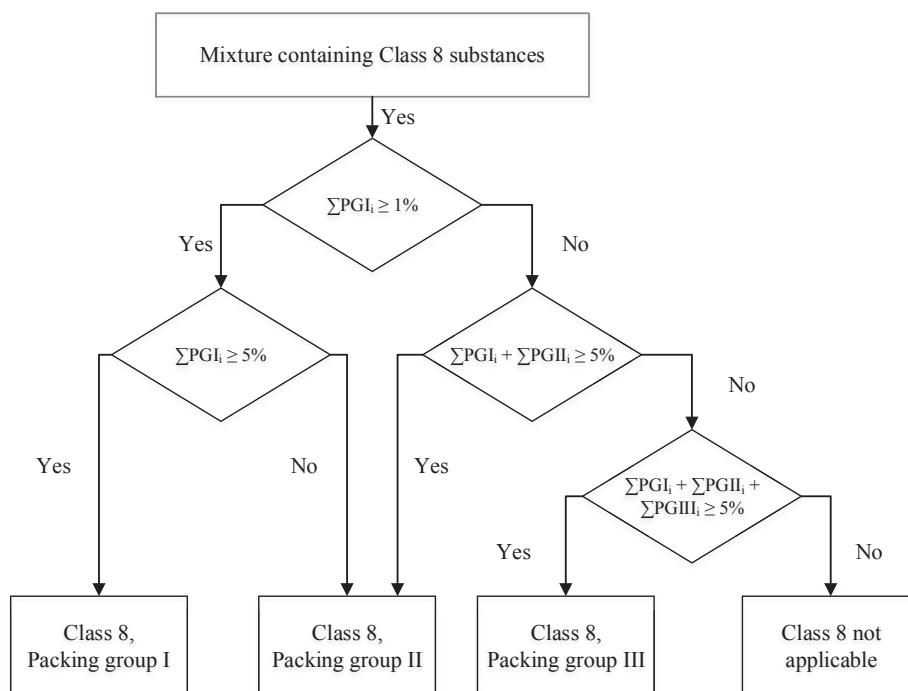 Mixture containing Class 8 substances
Yes
∑PGIᵢ ≥ 1%
Yes
No
∑PGIᵢ ≥ 5%
∑PGIᵢ + ∑PGIIᵢ ≥ 5%
No
Yes
No
Yes
∑PGIᵢ + ∑PGIIᵢ +
∑PGIIIᵢ ≥ 5%
Yes
No
Class 8,
Packing group I
Class 8,
Packing group II
Class 8,
Packing group III
Class 8 not
applicable